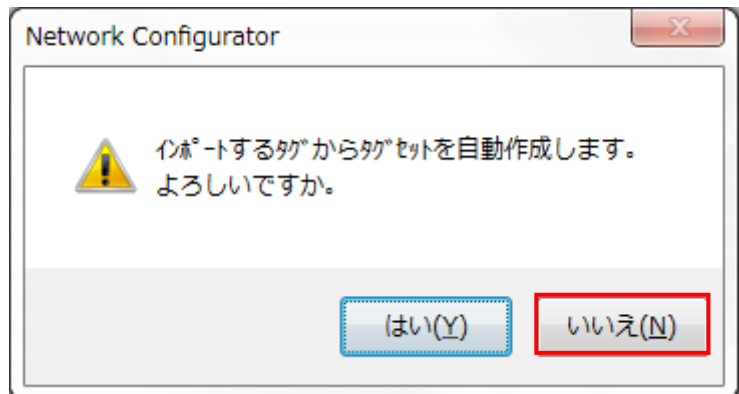 Network Configurator
ｲﾝﾎﾟｰﾄするﾀｸﾞからﾀｸﾞｾｯﾄを自動作成します。
よろしいですか。
はい(Y)
いいえ(N)